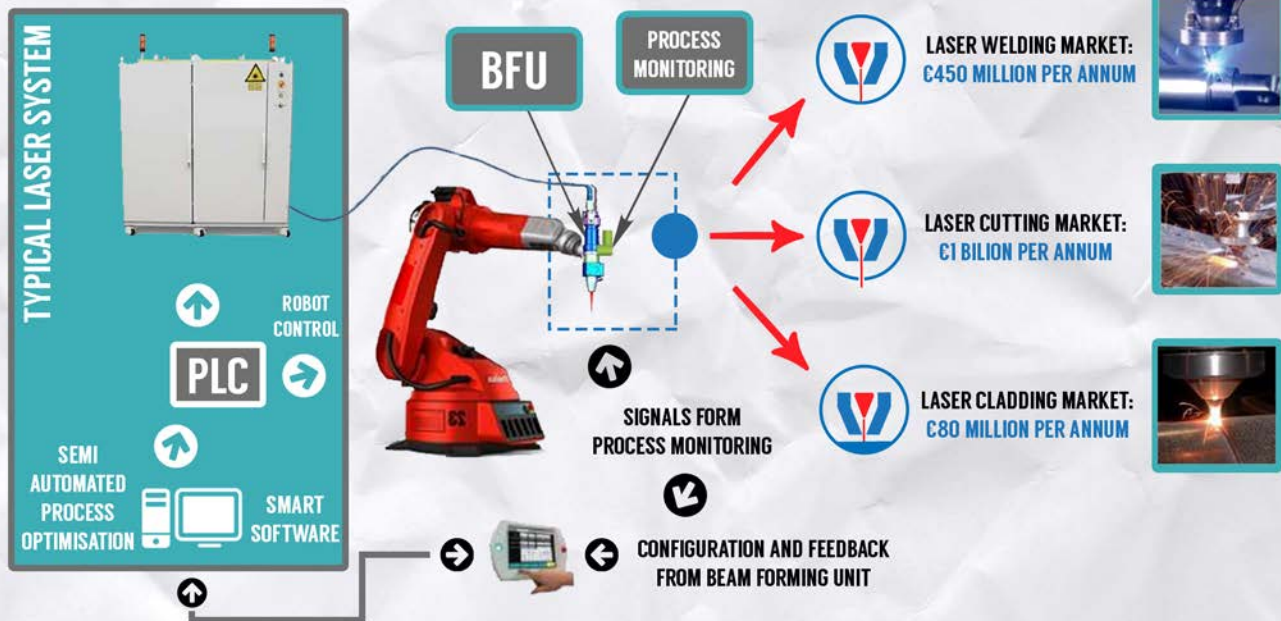 TYPICAL LASER SYSTEM
BFU
PROCESS
MONITORING
LASER WELDING MARKET:
€450 MILLION PER ANNUM
LASER CUTTING MARKET:
€1 BILION PER ANNUM
LASER CLADDING MARKET:
€80 MILLION PER ANNUM
ROBOT
CONTROL
PLC
SEMI
AUTOMATED
PROCESS
OPTIMISATION
SMART
SOFTWARE
SIGNALS FORM
PROCESS MONITORING
CONFIGURATION AND FEEDBACK
FROM BEAM FORMING UNIT